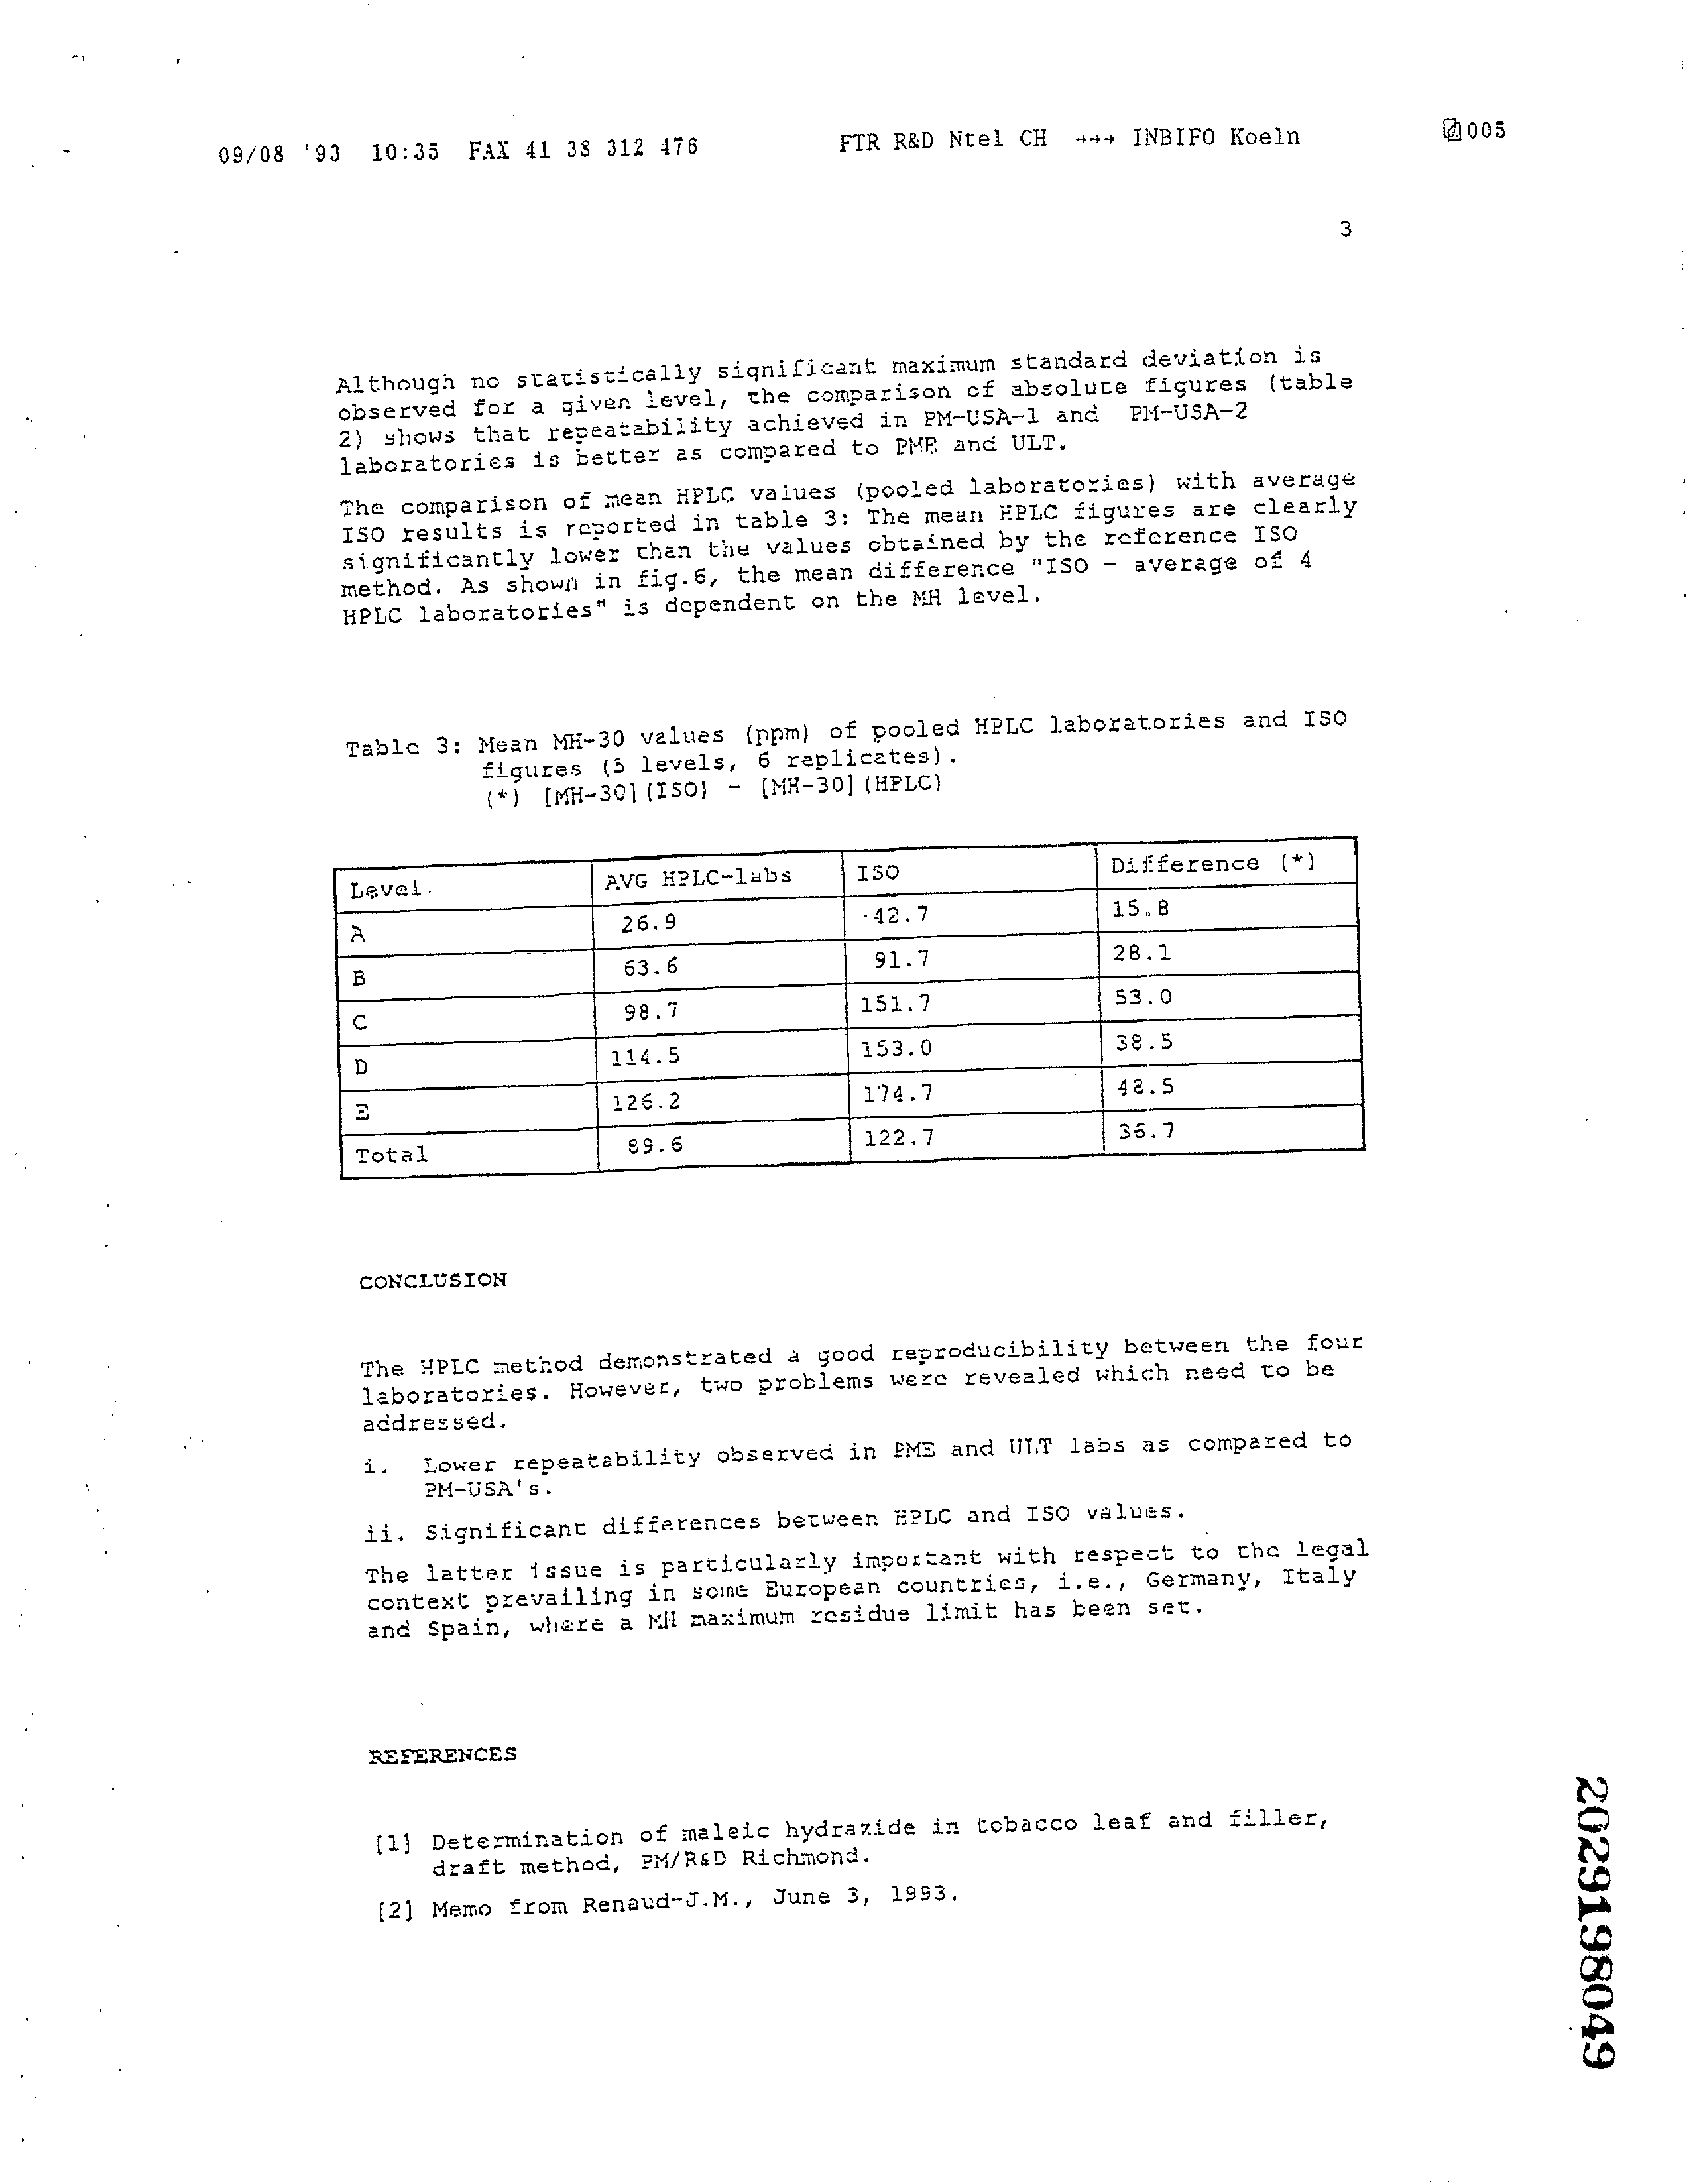 09/08 '93 10:35 FAX 41 38 312 476 FTR R&D Ntel CH →→→ INBIFO Koeln 005
3
Although no statistically significant maximum standard deviation is
observed for a given level, the comparison of absolute figures (table
2) shows that repeatability achieved in PM-USA-1 and PM-USA-2
laboratories is better as compared to PME and ULT.
The comparison of mean HPLC values (pooled laboratories) with average
ISO results is reported in table 3: The mean HPLC figures are clearly
significantly lower than the values obtained by the reference ISO
method. As shown in fig.6, the mean difference "ISO - average of 4
HPLC laboratories" is dependent on the MH level.
Table 3: Mean MH-30 values (ppm) of pooled HPLC laboratories and ISO
figures (5 levels, 6 replicates).
(*) [MH-30](ISO) - [MH-30](HPLC)
Level AVG HPLC-labs ISO Difference (*)
A 26.9 42.7 15.8
B 63.6 91.7 28.1
C 98.7 151.7 53.0
D 114.5 153.0 38.5
E 126.2 174.7 48.5
Total 89.6 122.7 36.7
CONCLUSION
The HPLC method demonstrated a good reproducibility between the four
laboratories. However, two problems were revealed which need to be
addressed.
i. Lower repeatability observed in PME and ULT labs as compared to
PM-USA's.
ii. Significant differences between HPLC and ISO values.
The latter issue is particularly important with respect to the legal
context prevailing in some European countries, i.e., Germany, Italy
and Spain, where a MH maximum residue limit has been set.
REFERENCES
[1] Determination of maleic hydrazide in tobacco leaf and filler,
draft method, PM/R&D Richmond.
[2] Memo from Renaud-J.M., June 3, 1993.
2029198049